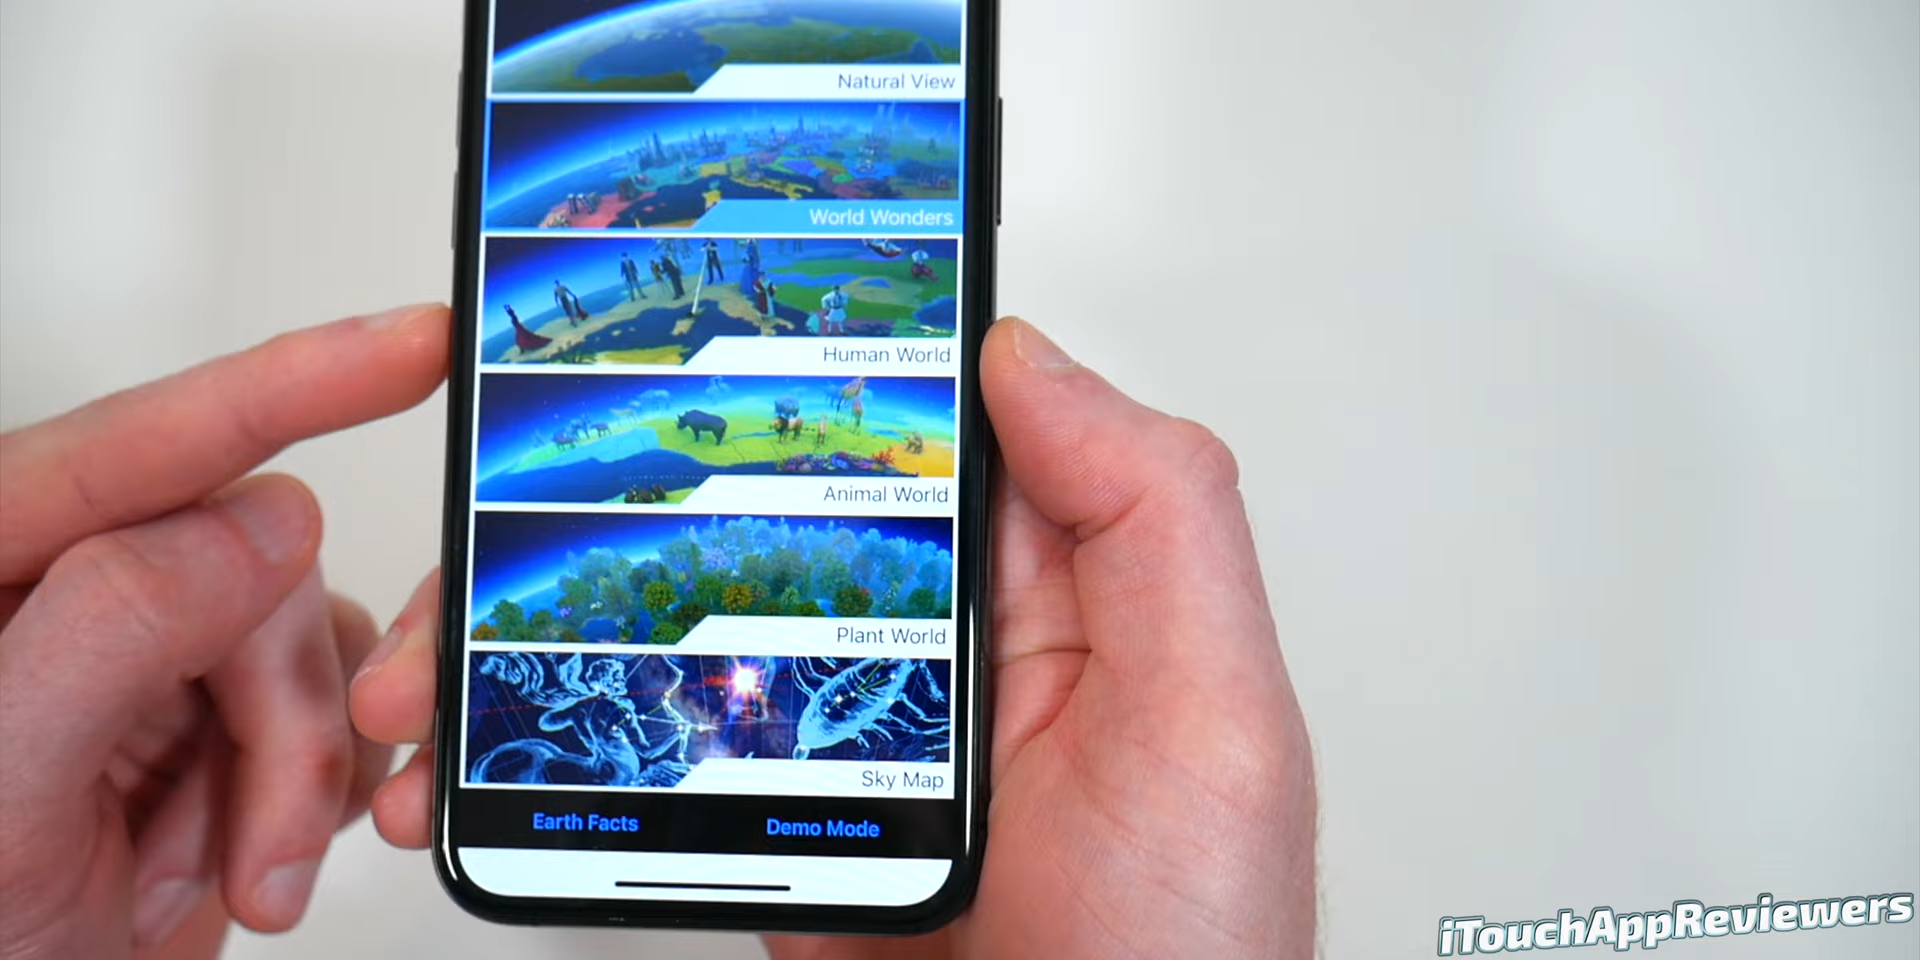 Natural View
World Wonders
Human World
Animal World
Plant World
Sky Map
Earth Facts
Demo Mode
iTouchAppReviewers